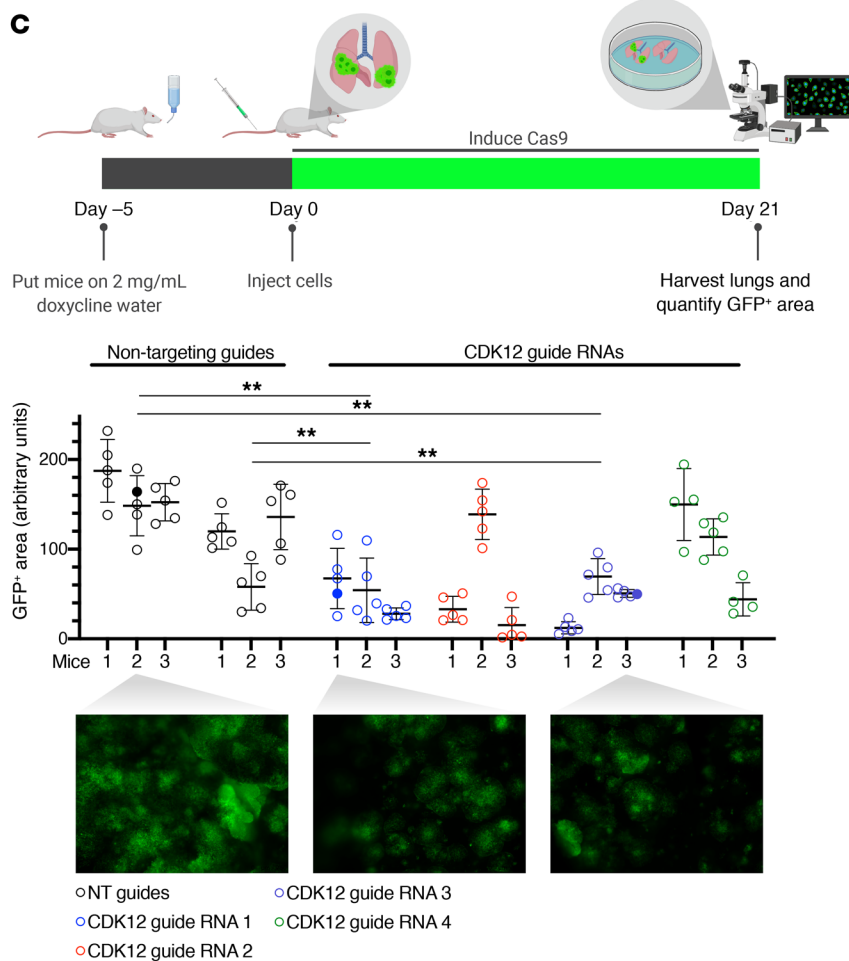 c
Induce Cas9
Day –5
Day 0
Day 21
Put mice on 2 mg/mL
doxycline water
Inject cells
Harvest lungs and
quantify GFP⁺ area
Non-targeting guides
CDK12 guide RNAs
**
**
**
**
GFP⁺ area (arbitrary units)
200
100
0
Mice 1 2 3 1 2 3 1 2 3 1 2 3 1 2 3 1 2 3
NT guides
CDK12 guide RNA 3
CDK12 guide RNA 1
CDK12 guide RNA 4
CDK12 guide RNA 2